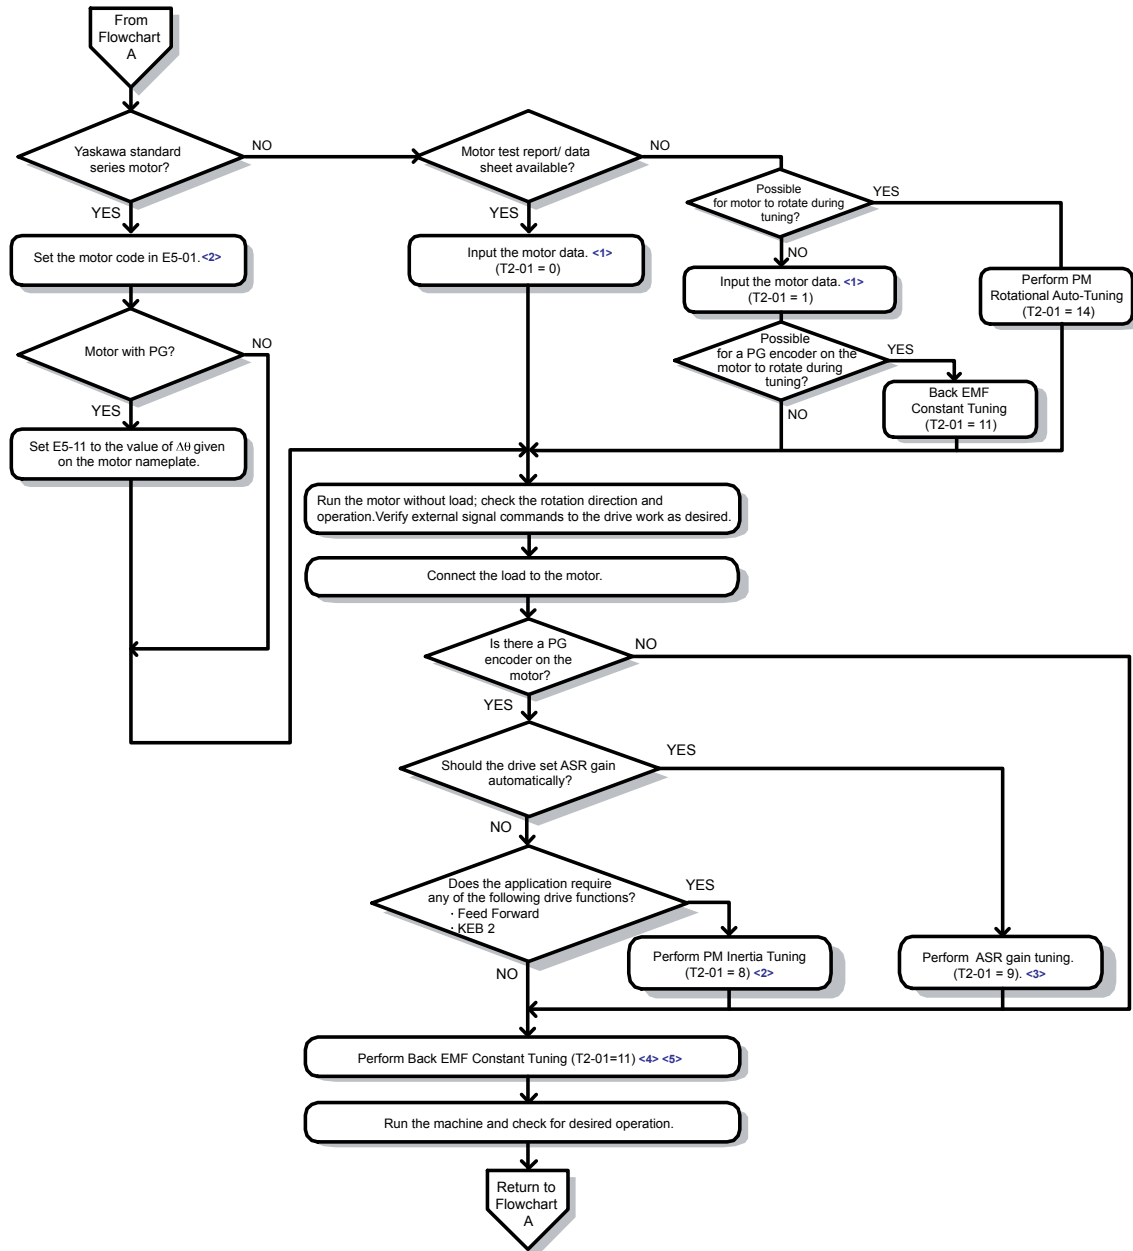 From
Flowchart
A
Yaskawa standard
series motor?
NO
YES
Motor test report/ data
sheet available?
NO
YES
Possible
for motor to rotate during
tuning?
YES
NO
Set the motor code in E5-01.<2>
Input the motor data. <1>
(T2-01 = 0)
Input the motor data. <1>
(T2-01 = 1)
Perform PM
Rotational Auto-Tuning
(T2-01 = 14)
Motor with PG?
NO
YES
Possible
for a PG encoder on the
motor to rotate during
tuning?
YES
NO
Back EMF
Constant Tuning
(T2-01 = 11)
Set E5-11 to the value of Δθ given
on the motor nameplate.
Run the motor without load; check the rotation direction and
operation.Verify external signal commands to the drive work as desired.
Connect the load to the motor.
Is there a PG
encoder on the
motor?
NO
YES
Should the drive set ASR gain
automatically?
YES
NO
Does the application require
any of the following drive functions?
· Feed Forward
· KEB 2
YES
NO
Perform PM Inertia Tuning
(T2-01 = 8) <2>
Perform ASR gain tuning.
(T2-01 = 9). <3>
Perform Back EMF Constant Tuning (T2-01=11) <4> <5>
Run the machine and check for desired operation.
Return to
Flowchart
A